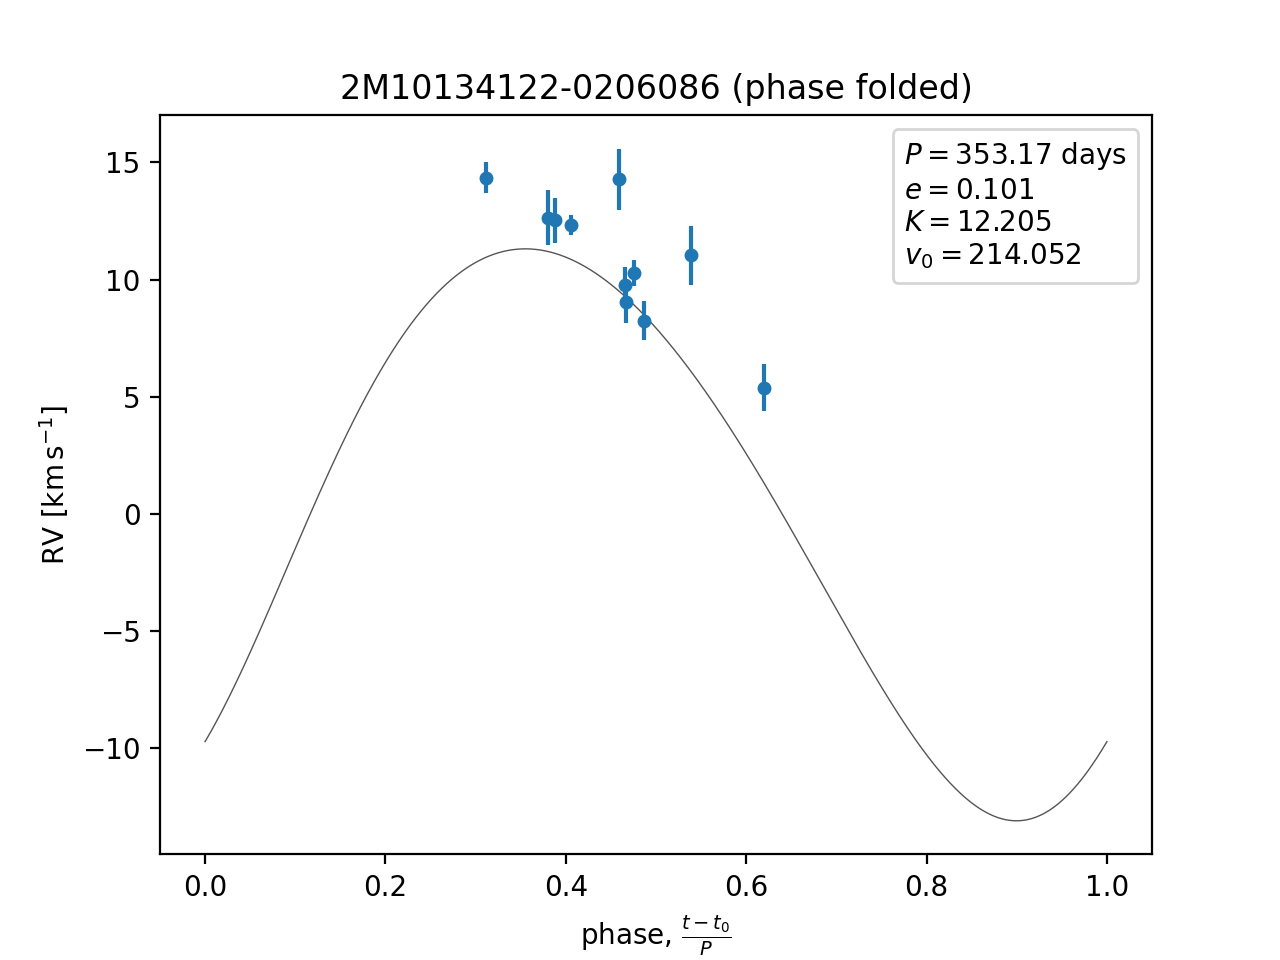 2M10134122-0206086 (phase folded)
P = 353.17 days
e = 0.101
K = 12.205
v₀ = 214.052
15
10
5
0
−5
−10
RV [km s⁻¹]
0.0 0.2 0.4 0.6 0.8 1.0
phase, (t − t₀)/P